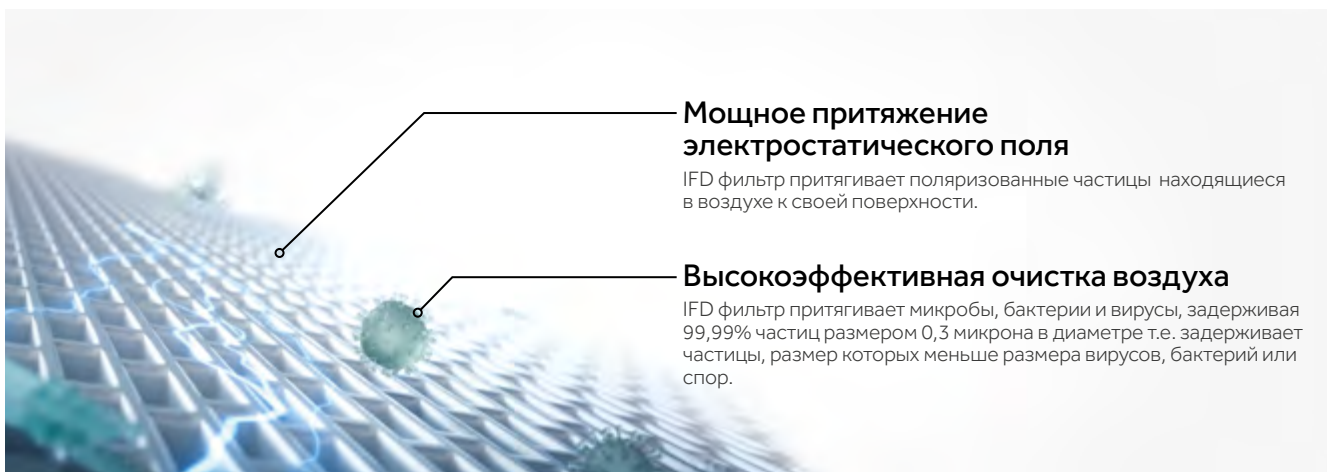 Мощное притяжение
электростатического поля
IFD фильтр притягивает поляризованные частицы находящиеся
в воздухе к своей поверхности.
Высокоэффективная очистка воздуха
IFD фильтр притягивает микробы, бактерии и вирусы, задерживая
99,99% частиц размером 0,3 микрона в диаметре т.е. задерживает
частицы, размер которых меньше размера вирусов, бактерий или
спор.